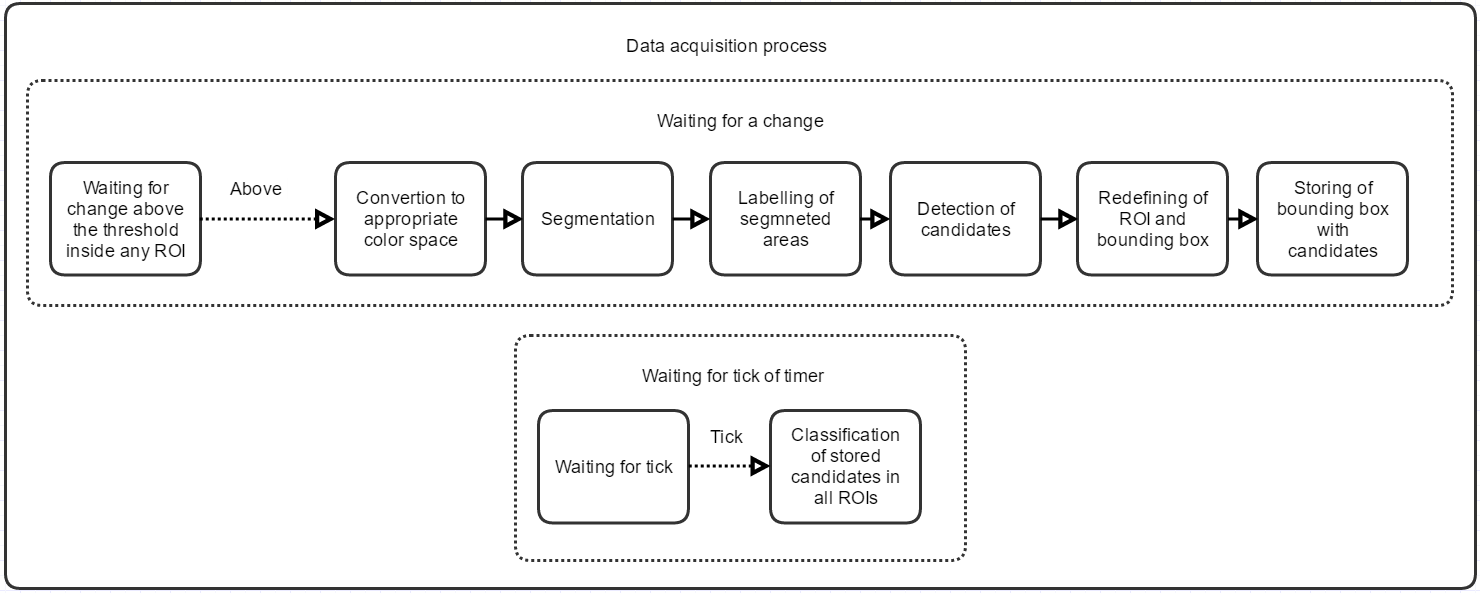 Data acquisition process
Waiting for a change
Waiting for
change above
the threshold
inside any ROI
Above
Convertion to
appropriate
color space
Segmentation
Labelling of
segmneted
areas
Detection of
candidates
Redefining of
ROI and
bounding box
Storing of
bounding box
with
candidates
Waiting for tick of timer
Waiting for tick
Tick
Classification
of stored
candidates in
all ROIs